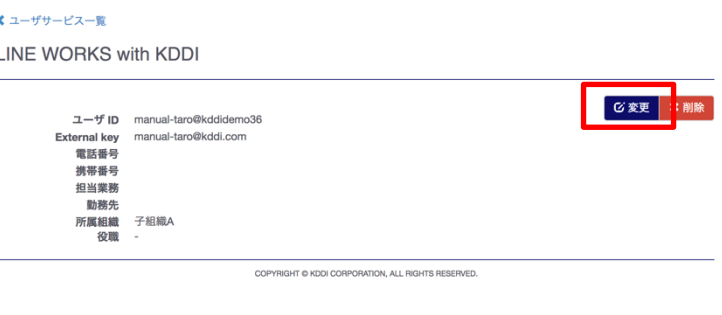 ユーザサービス一覧
LINE WORKS with KDDI
変更 削除
ユーザ ID manual-taro@kddidemo36
External key manual-taro@kddi.com
電話番号
携帯番号
担当業務
勤務先
所属組織 子組織A
役職 -
COPYRIGHT © KDDI CORPORATION, ALL RIGHTS RESERVED.